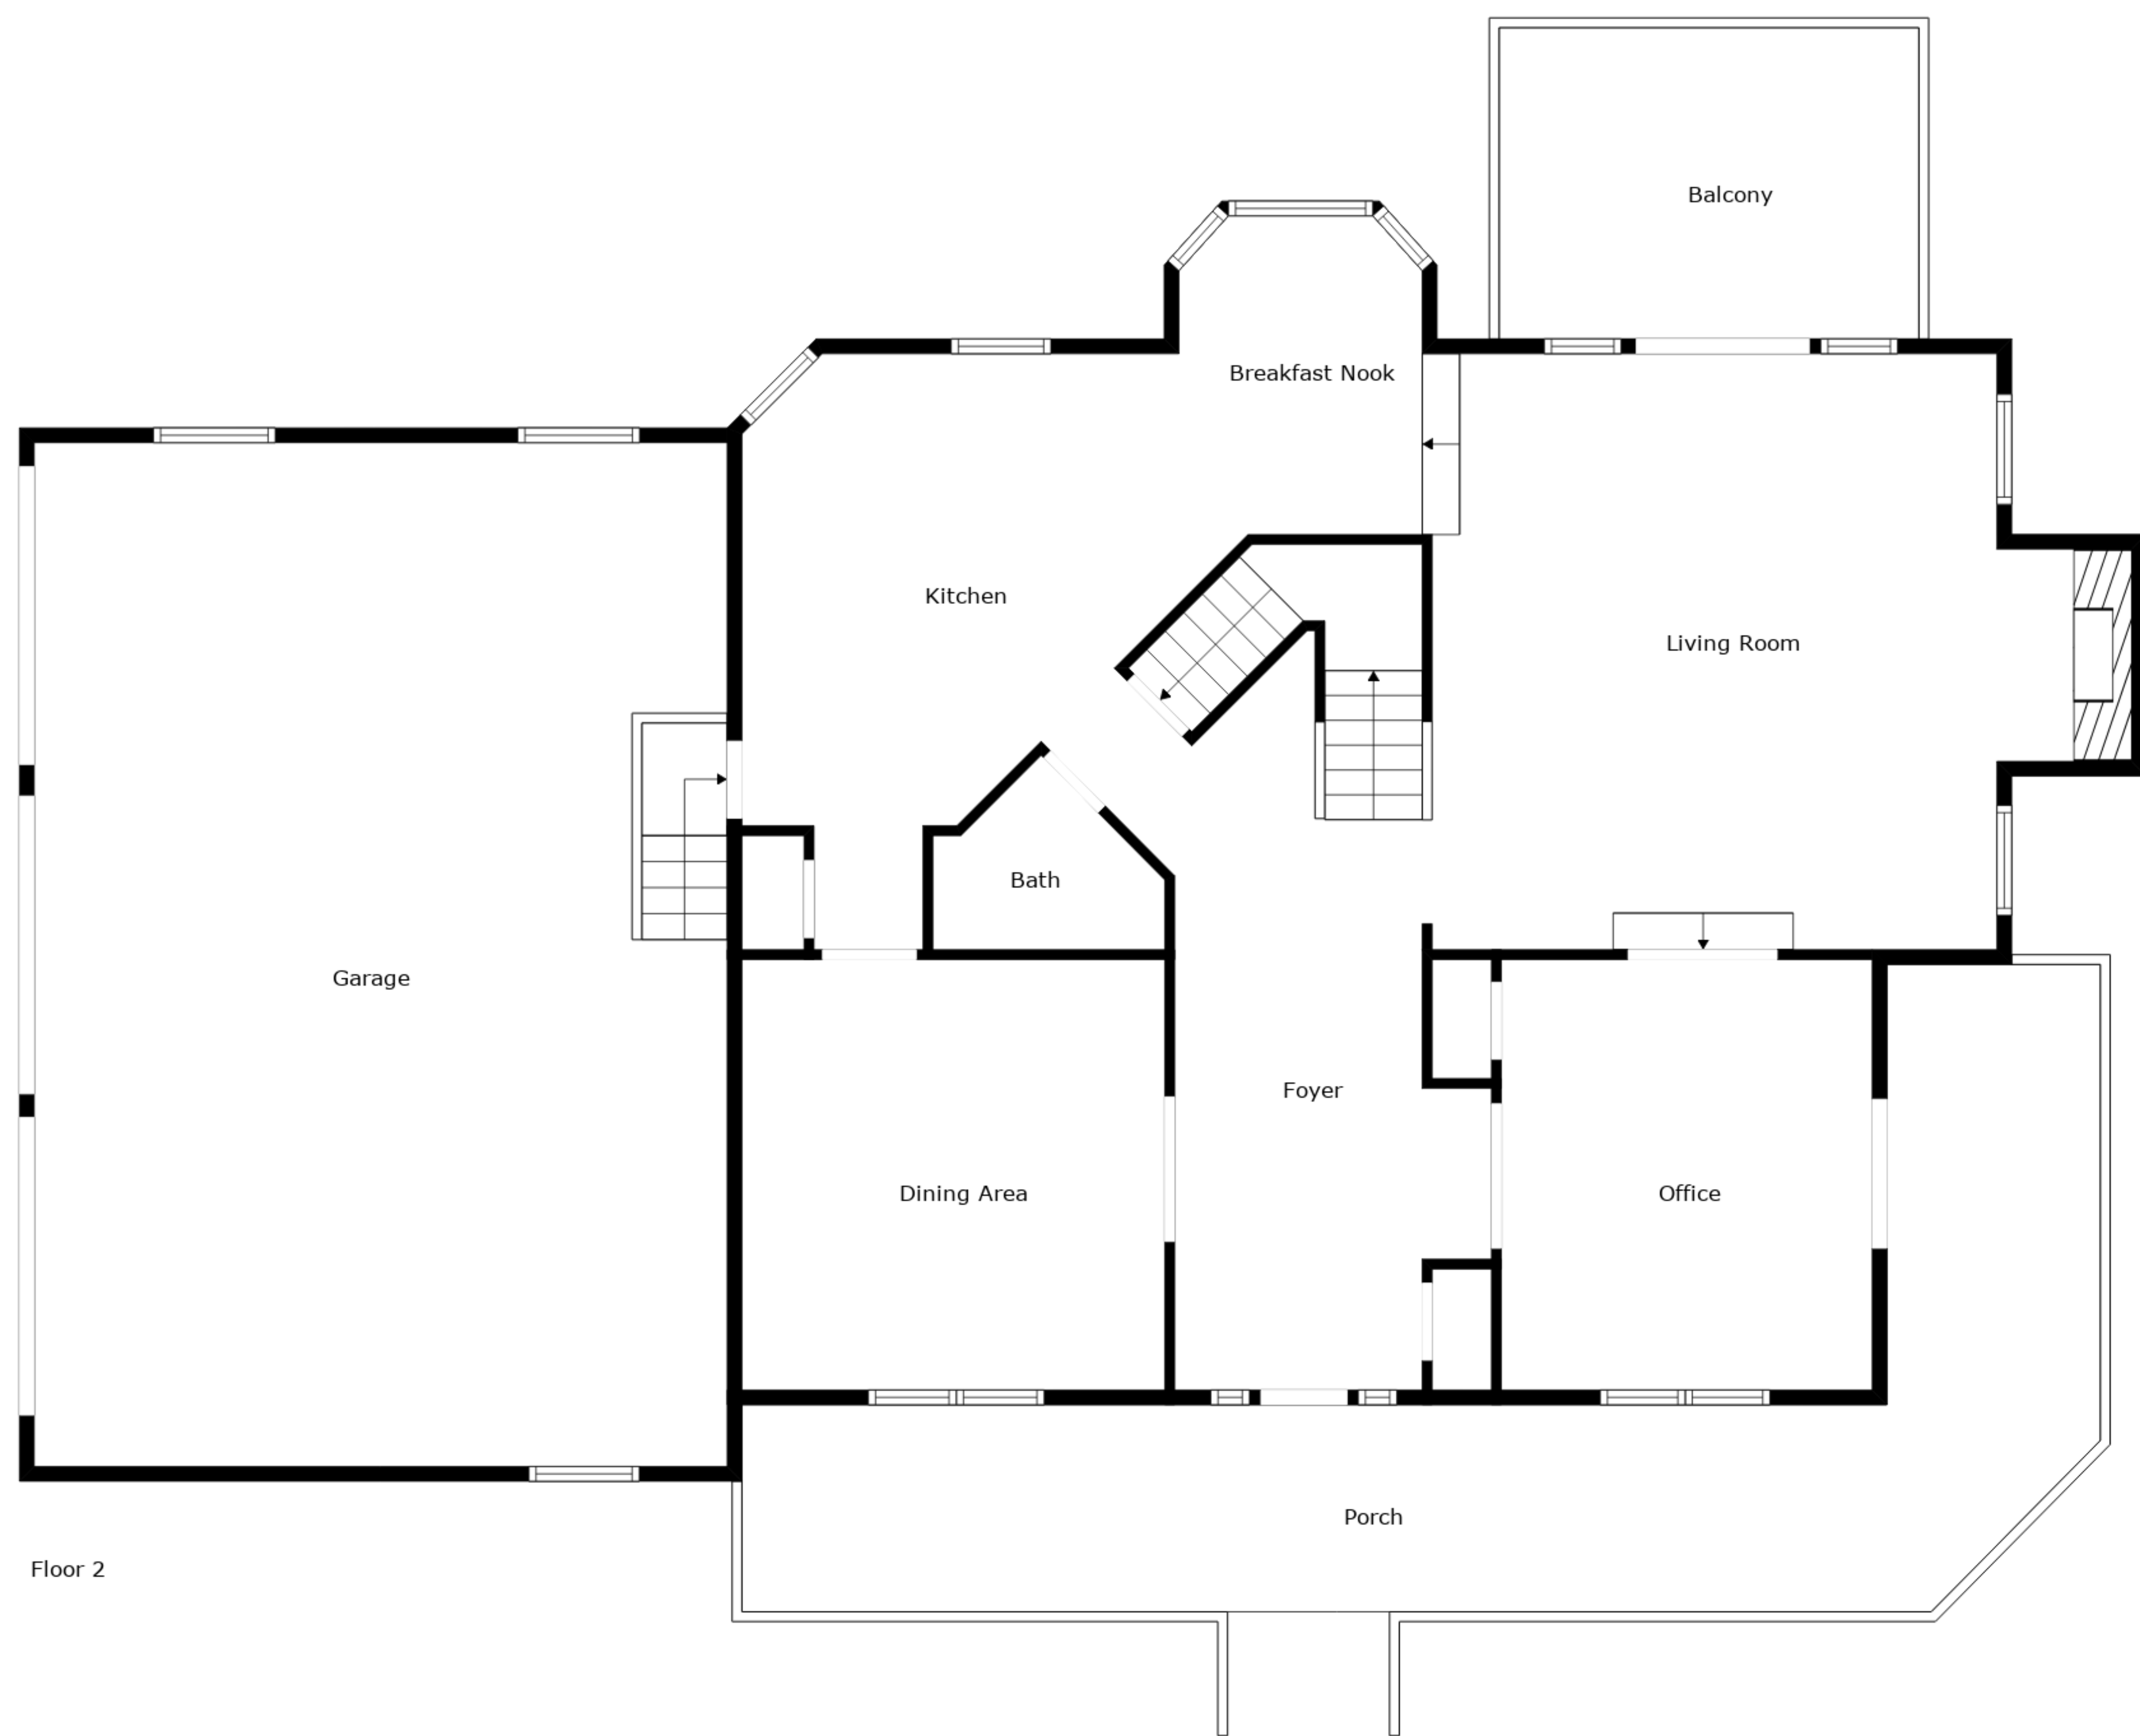 Balcony
Breakfast Nook
Kitchen
Living Room
Bath
Garage
Foyer
Dining Area
Office
Porch
Floor 2